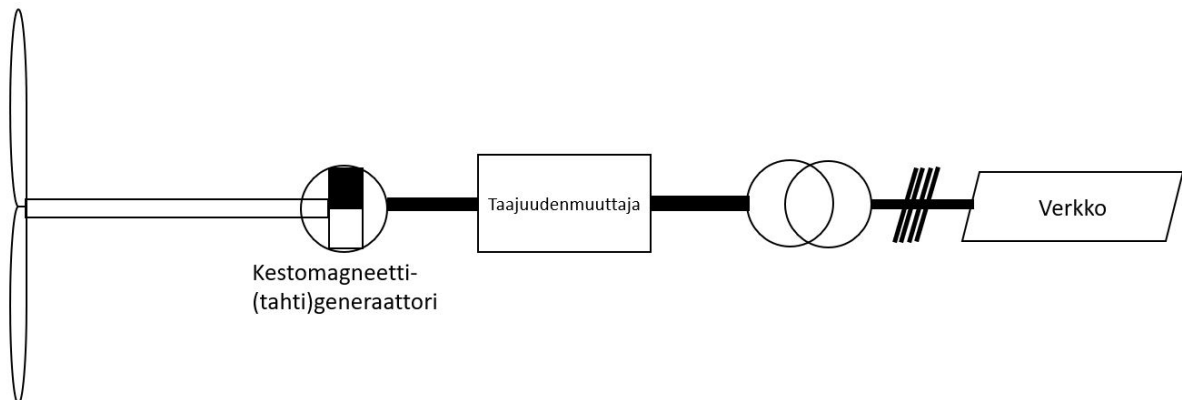 Taajuudenmuuttaja
Verkko
Kestomagneetti-
(tahti)generaattori